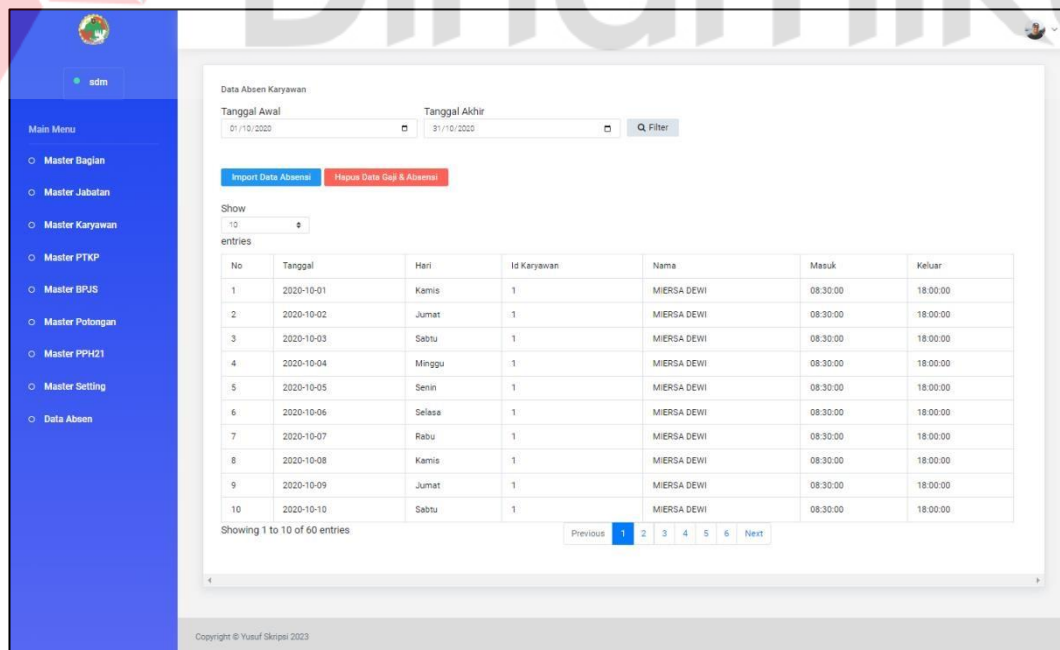 Dinamik
sdm
Main Menu
Master Bagian
Master Jabatan
Master Karyawan
Master PTKP
Master BPJS
Master Potongan
Master PPH21
Master Setting
Data Absen
Data Absen Karyawan
Tanggal Awal Tanggal Akhir
01/10/2020 31/10/2020 Filter
Import Data Absensi Hapus Data Gaji & Absensi
Show
10
entries
No Tanggal Hari Id Karyawan Nama Masuk Keluar
1 2020-10-01 Kamis 1 MIERSA DEWI 08:30:00 18:00:00
2 2020-10-02 Jumat 1 MIERSA DEWI 08:30:00 18:00:00
3 2020-10-03 Sabtu 1 MIERSA DEWI 08:30:00 18:00:00
4 2020-10-04 Minggu 1 MIERSA DEWI 08:30:00 18:00:00
5 2020-10-05 Senin 1 MIERSA DEWI 08:30:00 18:00:00
6 2020-10-06 Selasa 1 MIERSA DEWI 08:30:00 18:00:00
7 2020-10-07 Rabu 1 MIERSA DEWI 08:30:00 18:00:00
8 2020-10-08 Kamis 1 MIERSA DEWI 08:30:00 18:00:00
9 2020-10-09 Jumat 1 MIERSA DEWI 08:30:00 18:00:00
10 2020-10-10 Sabtu 1 MIERSA DEWI 08:30:00 18:00:00
Showing 1 to 10 of 60 entries Previous 1 2 3 4 5 6 Next
Copyright © Yusuf Skripsi 2023